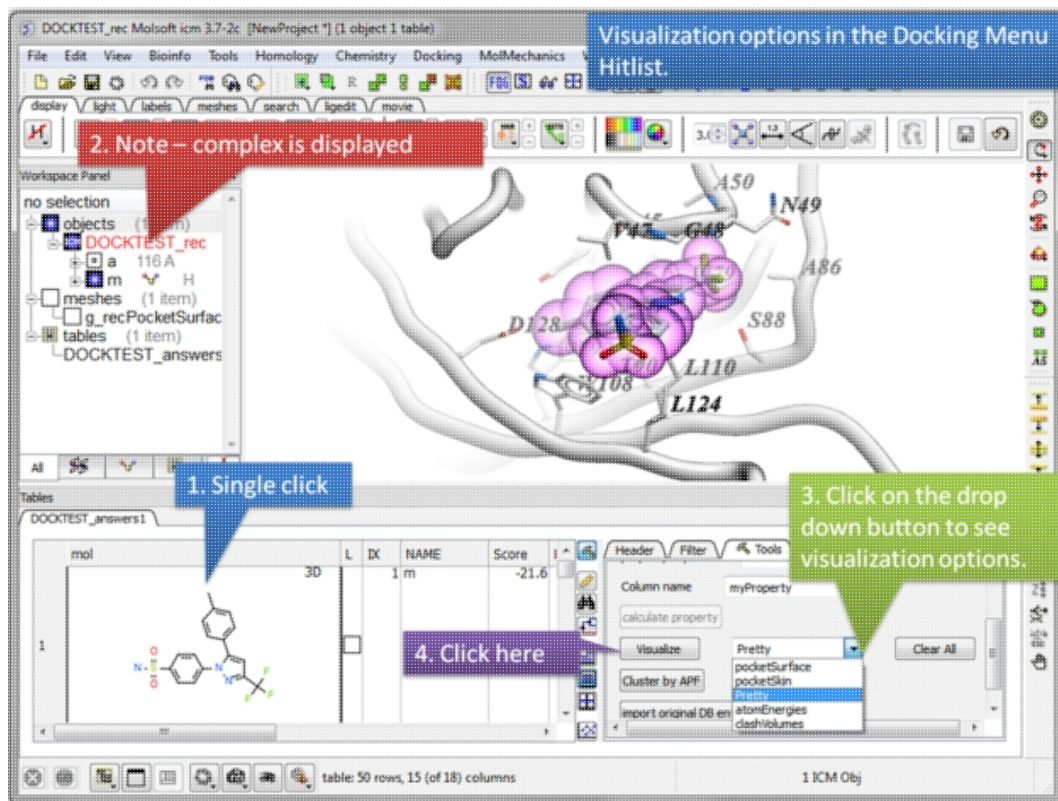 DOCKTEST_rec Molsoft icm 3.7-2c [NewProject *] (1 object 1 table)
Visualization options in the Docking Menu
Hitlist.
File Edit View Bioinfo Tools Homology Chemistry Docking MolMechanics
display light labels meshes search ligedit movie
2. Note – complex is displayed
Workspace Panel
no selection
objects
DOCKTEST_rec
a 116 A
m H
meshes (1 item)
g_recPocketSurfac
tables (1 item)
DOCKTEST_answers
All
A50
N49
V47
G48
A86
D128
S88
L110
L124
1. Single click
3. Click on the drop
down button to see
visualization options.
Tables
DOCKTEST_answers1
mol L IX NAME Score
3D 1 m -21.6
1
N S O O N N F F F
Header Filter Tools
Column name myProperty
calculate property
4. Click here
Visualize Pretty Clear All
pocketSurface
pocketSkin
Pretty
atomEnergies
clashVolumes
Cluster by APF
import original DB en
table: 50 rows, 15 (of 18) columns
1 ICM Obj